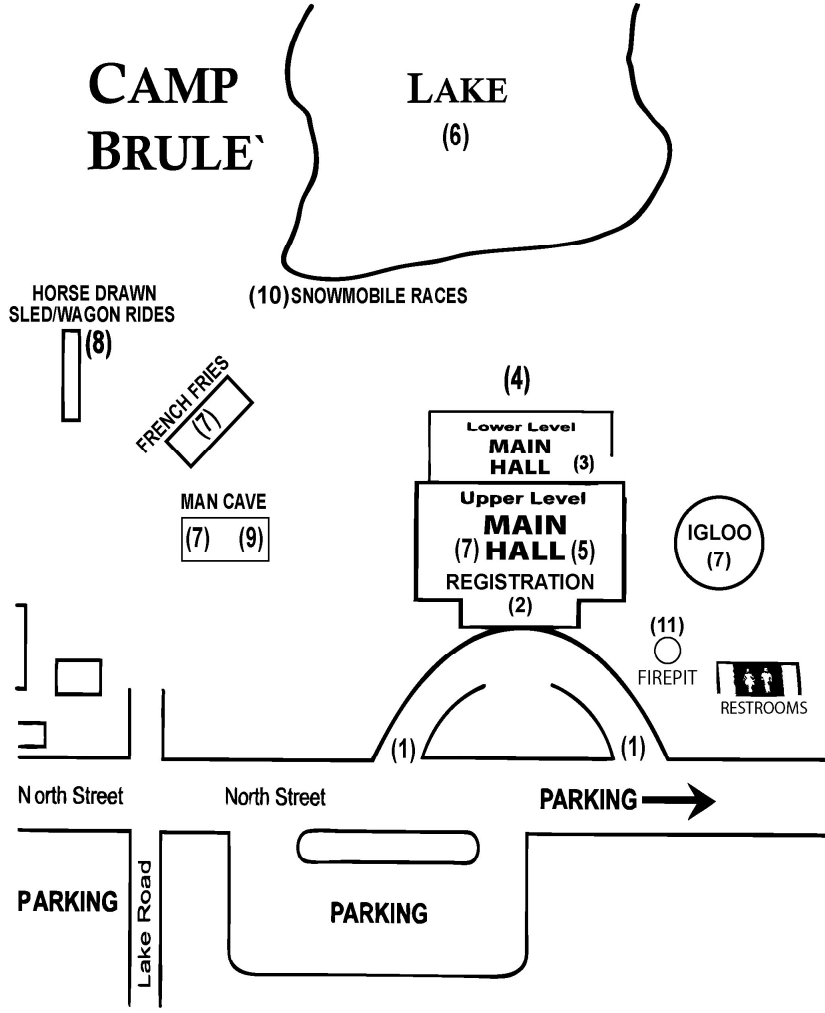 CAMP
BRULE`
LAKE
(6)
HORSE DRAWN
SLED/WAGON RIDES
(8)
(10) SNOWMOBILE RACES
FRENCH FRIES
(7)
(4)
Lower Level
MAIN
HALL (3)
Upper Level
MAIN
(7) HALL (5)
REGISTRATION
(2)
MAN CAVE
(7) (9)
IGLOO
(7)
(11)
FIREPIT
RESTROOMS
(1) (1)
North Street North Street
PARKING
PARKING
Lake Road
PARKING